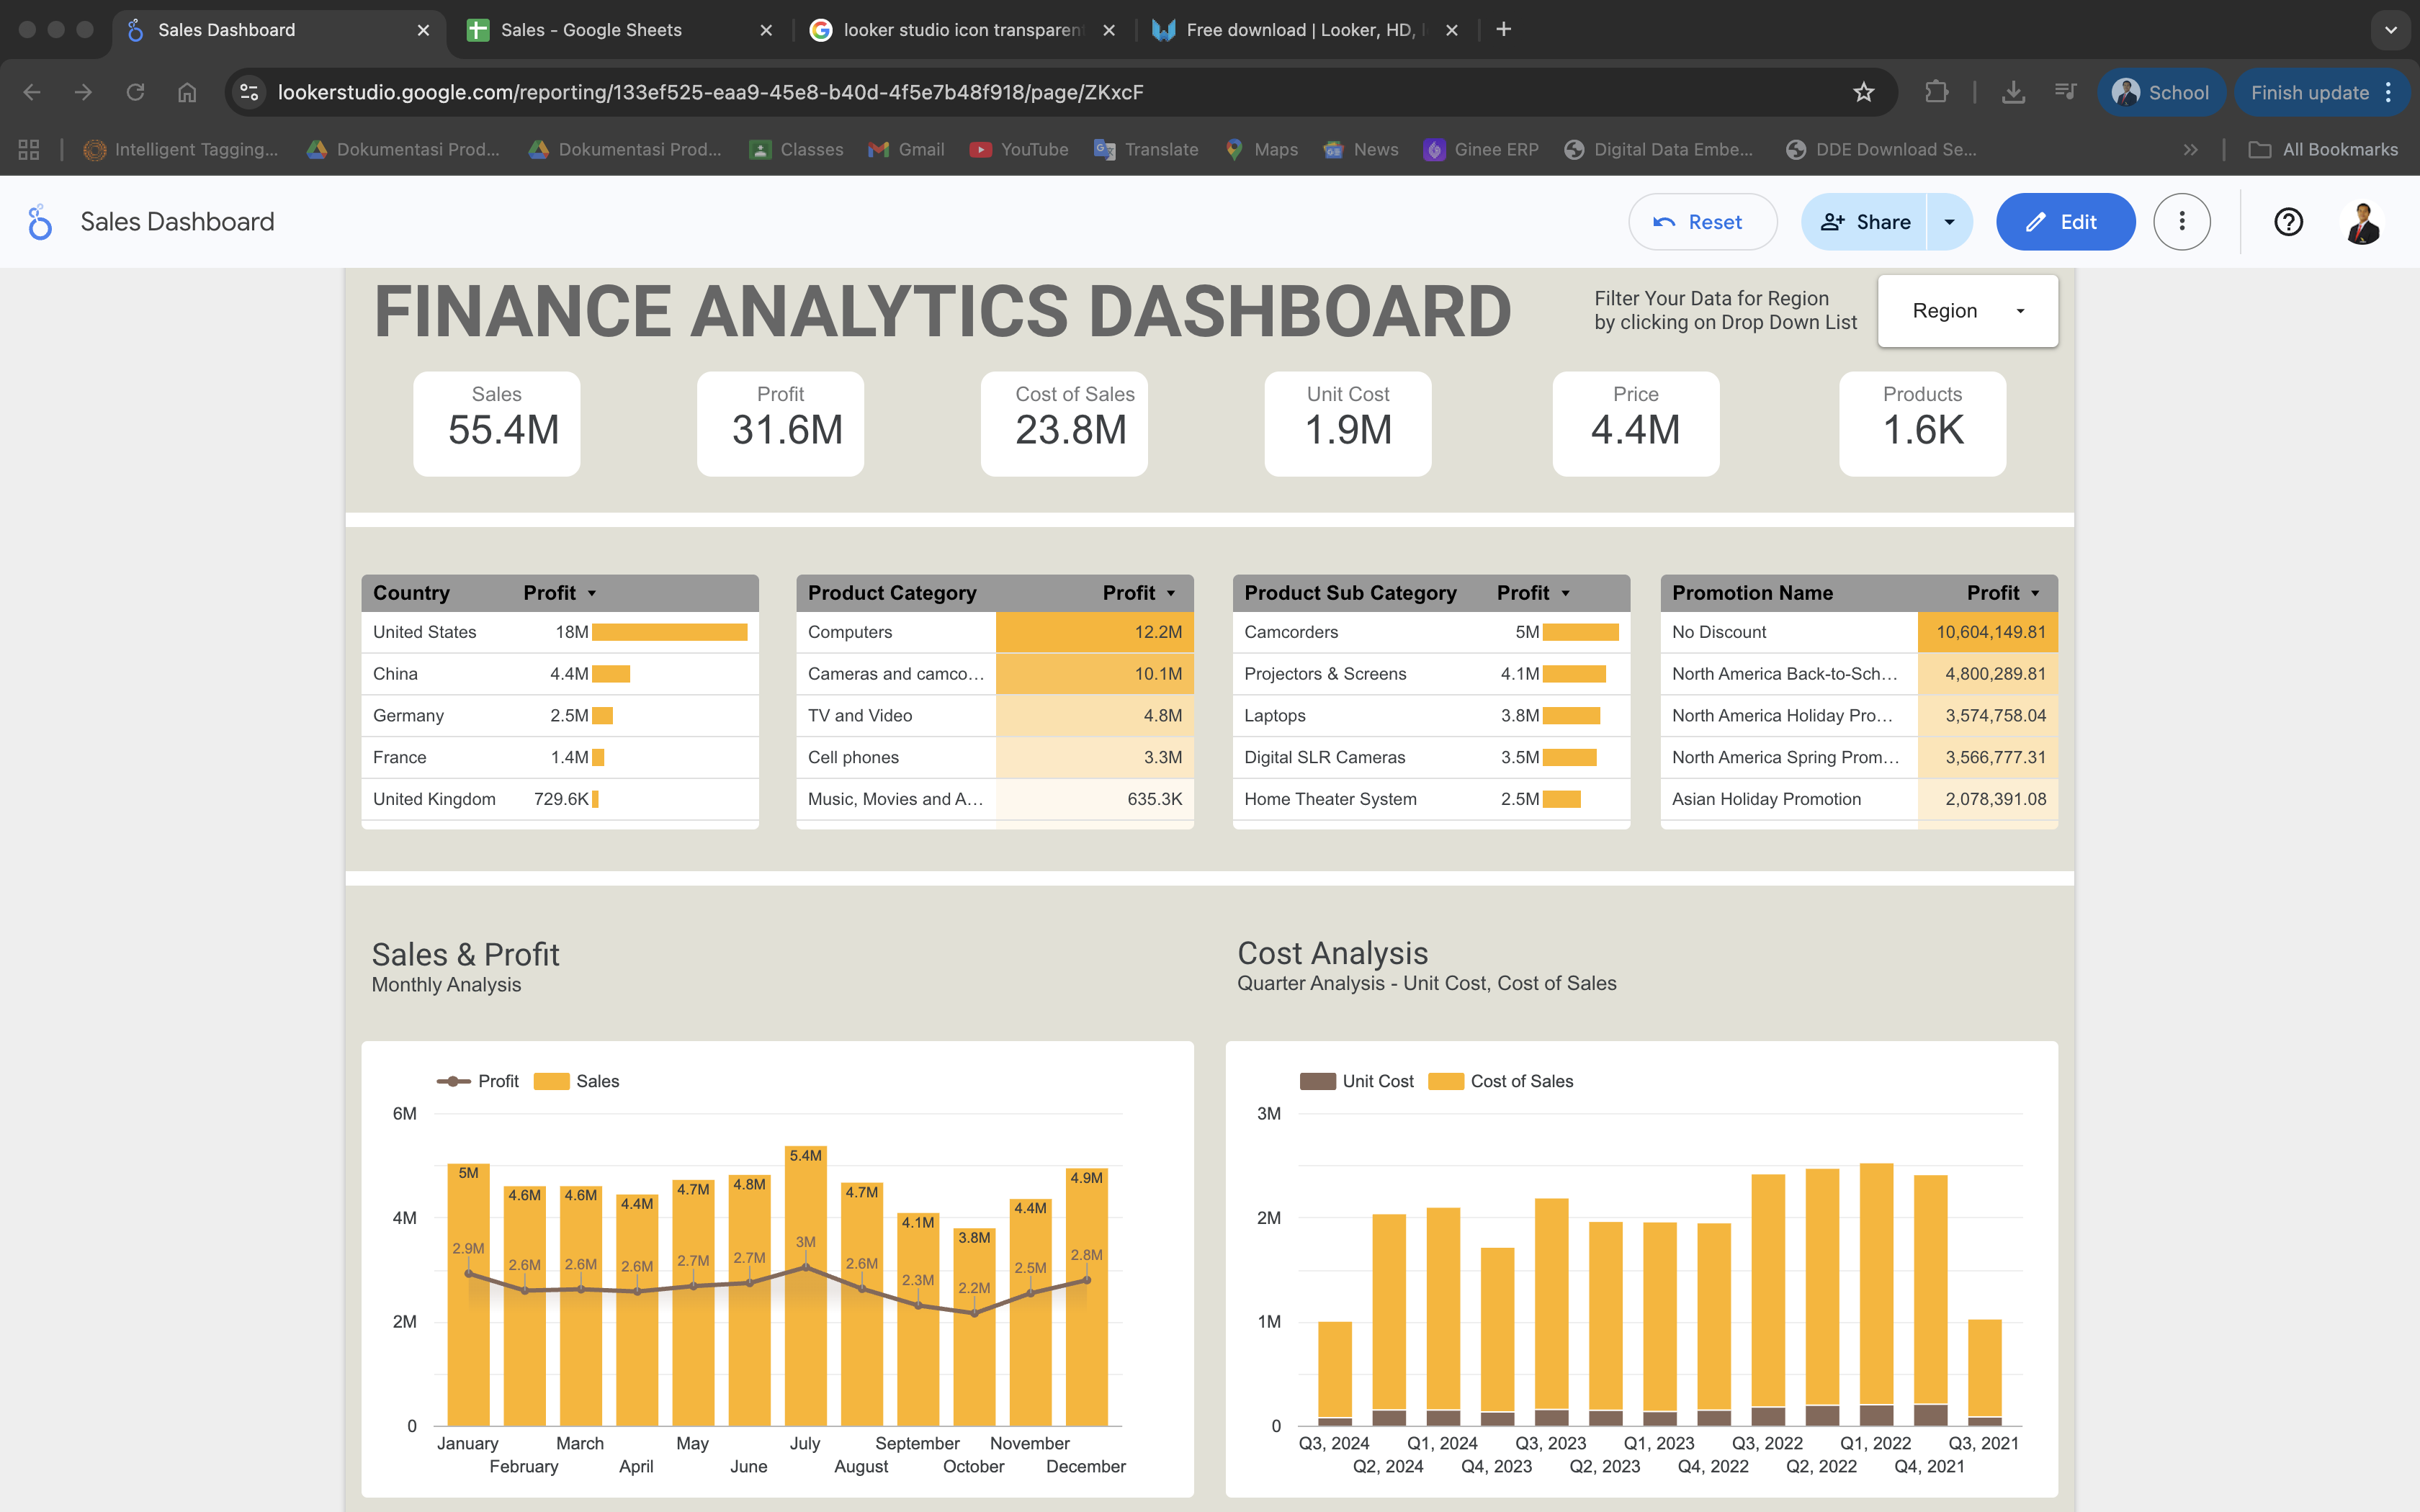 Sales Dashboard
Sales - Google Sheets
looker studio icon transparen
Free download | Looker, HD,
lookerstudio.google.com/reporting/133ef525-eaa9-45e8-b40d-4f5e7b48f918/page/ZKxcF
School
Finish update
Intelligent Tagging...
Dokumentasi Prod...
Dokumentasi Prod...
Classes
Gmail
YouTube
Translate
Maps
News
Ginee ERP
Digital Data Embe...
DDE Download Se...
All Bookmarks
Sales Dashboard
Reset
Share
Edit
FINANCE ANALYTICS DASHBOARD
Filter Your Data for Region
by clicking on Drop Down List
Region
Sales
55.4M
Profit
31.6M
Cost of Sales
23.8M
Unit Cost
1.9M
Price
4.4M
Products
1.6K
Country Profit
United States 18M
China 4.4M
Germany 2.5M
France 1.4M
United Kingdom 729.6K
Product Category Profit
Computers 12.2M
Cameras and camco... 10.1M
TV and Video 4.8M
Cell phones 3.3M
Music, Movies and A... 635.3K
Product Sub Category Profit
Camcorders 5M
Projectors & Screens 4.1M
Laptops 3.8M
Digital SLR Cameras 3.5M
Home Theater System 2.5M
Promotion Name Profit
No Discount 10,604,149.81
North America Back-to-Sch... 4,800,289.81
North America Holiday Pro... 3,574,758.04
North America Spring Prom... 3,566,777.31
Asian Holiday Promotion 2,078,391.08
Sales & Profit
Monthly Analysis
Profit Sales
6M
4M
2M
0
5M 4.6M 4.6M 4.4M 4.7M 4.8M 5.4M 4.7M 4.1M 3.8M 4.4M 4.9M
2.9M 2.6M 2.6M 2.6M 2.7M 2.7M 3M 2.6M 2.3M 2.2M 2.5M 2.8M
January March May July September November
February April June August October December
Cost Analysis
Quarter Analysis - Unit Cost, Cost of Sales
Unit Cost Cost of Sales
3M
2M
1M
0
Q3, 2024 Q1, 2024 Q3, 2023 Q1, 2023 Q3, 2022 Q1, 2022 Q3, 2021
Q2, 2024 Q4, 2023 Q2, 2023 Q4, 2022 Q2, 2022 Q4, 2021